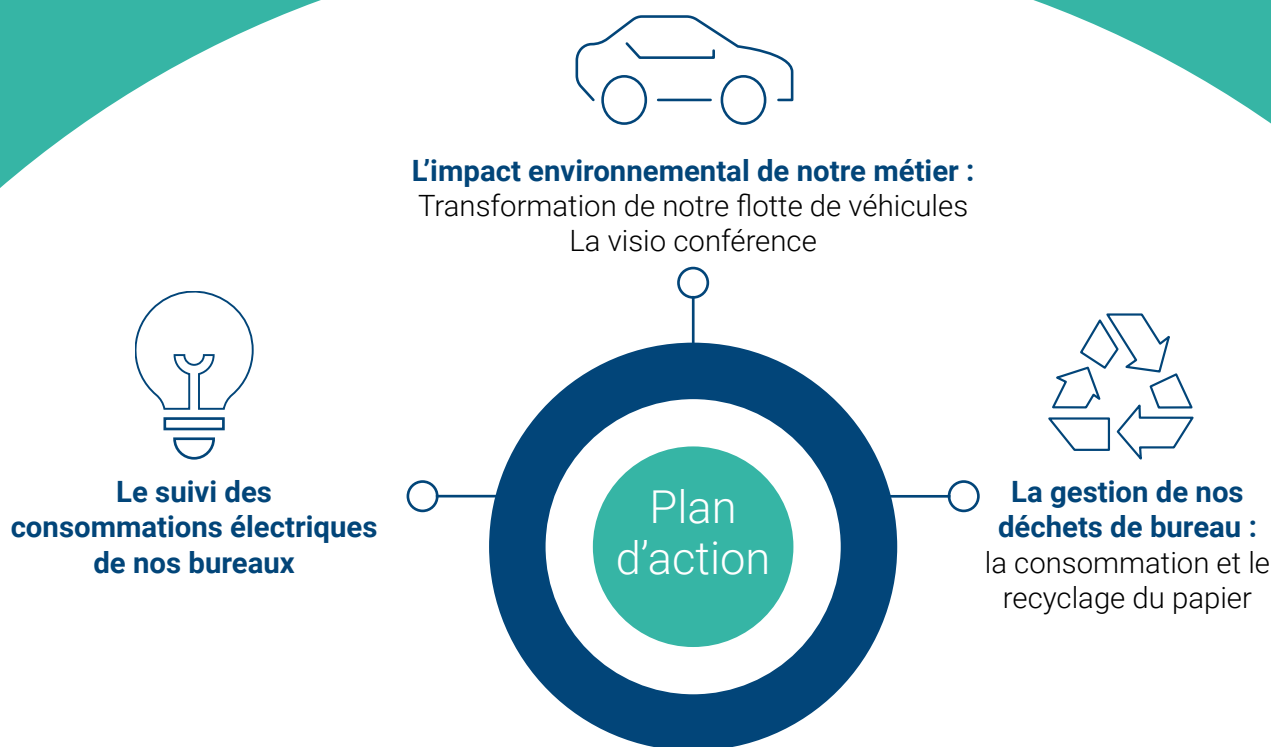 L'impact environnemental de notre métier :
Transformation de notre flotte de véhicules
La visio conférence
Le suivi des
consommations électriques
de nos bureaux
Plan
d'action
La gestion de nos
déchets de bureau :
la consommation et le
recyclage du papier